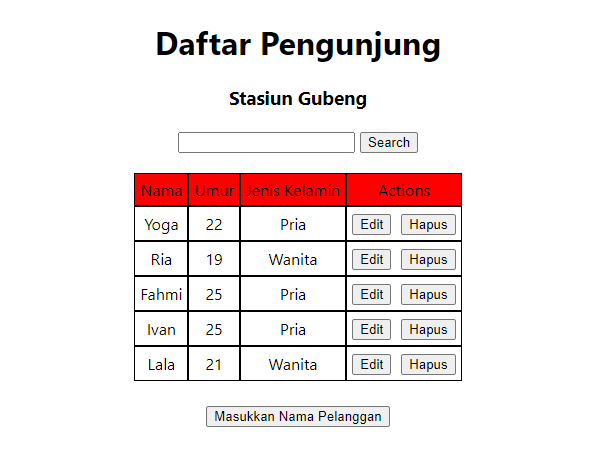 Daftar Pengunjung
Stasiun Gubeng
Search
Nama Umur Jenis Kelamin Actions
Yoga 22 Pria Edit Hapus
Ria 19 Wanita Edit Hapus
Fahmi 25 Pria Edit Hapus
Ivan 25 Pria Edit Hapus
Lala 21 Wanita Edit Hapus
Masukkan Nama Pelanggan